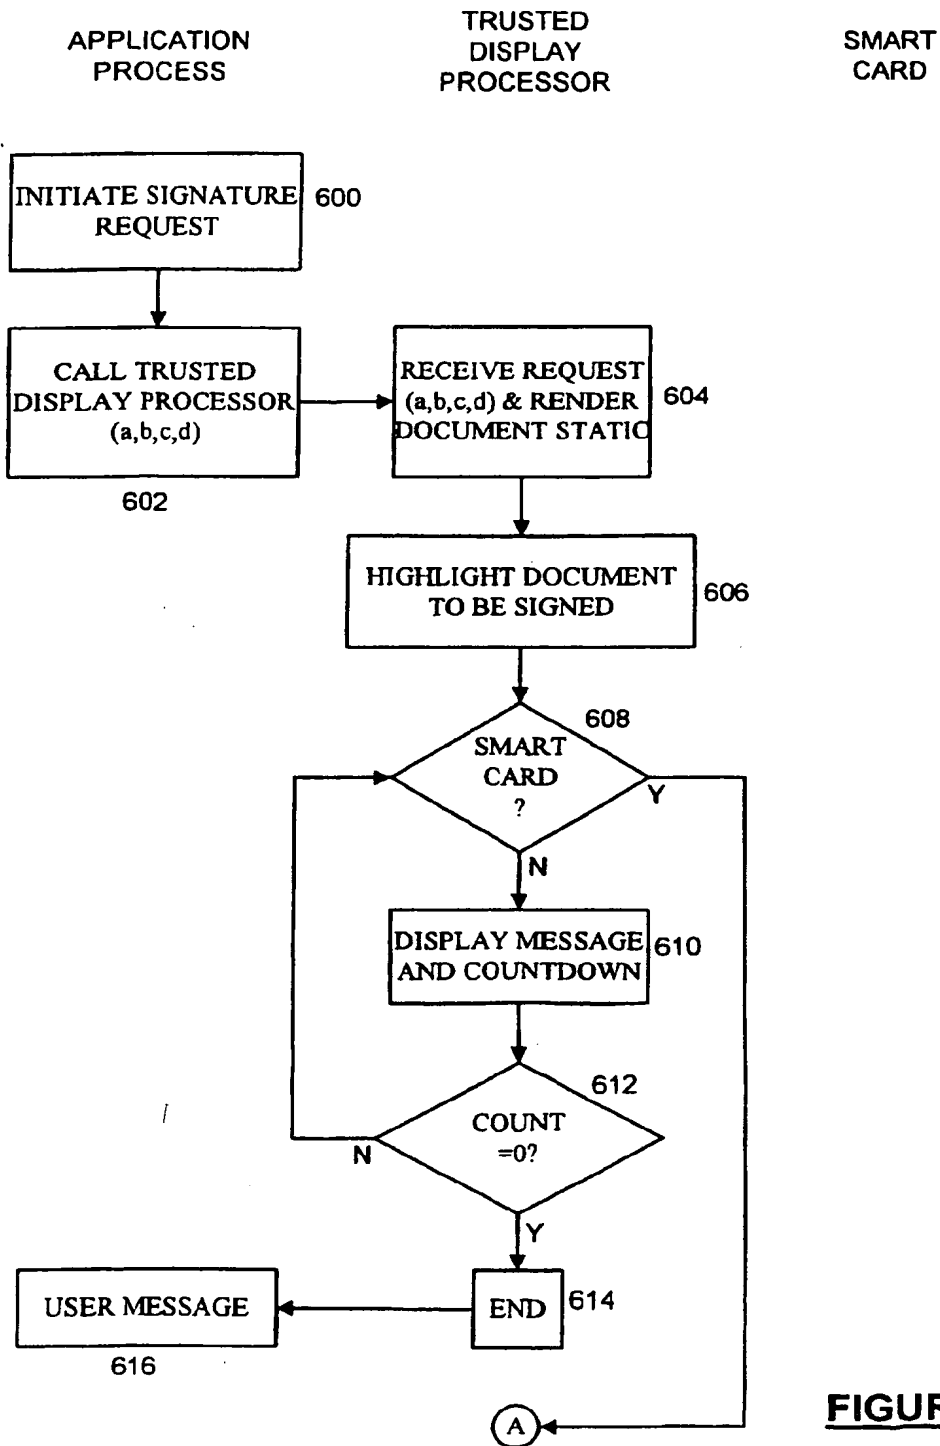 APPLICATION
PROCESS
TRUSTED
DISPLAY
PROCESSOR
SMART
CARD
INITIATE SIGNATURE
REQUEST
600
CALL TRUSTED
DISPLAY PROCESSOR
(a,b,c,d)
602
RECEIVE REQUEST
(a,b,c,d) & RENDER
DOCUMENT STATIC
604
HIGHLIGHT DOCUMENT
TO BE SIGNED
606
608
SMART
CARD
?
Y
N
DISPLAY MESSAGE
AND COUNTDOWN
610
612
COUNT
=0?
N
Y
USER MESSAGE
616
END
614
A
FIGUR